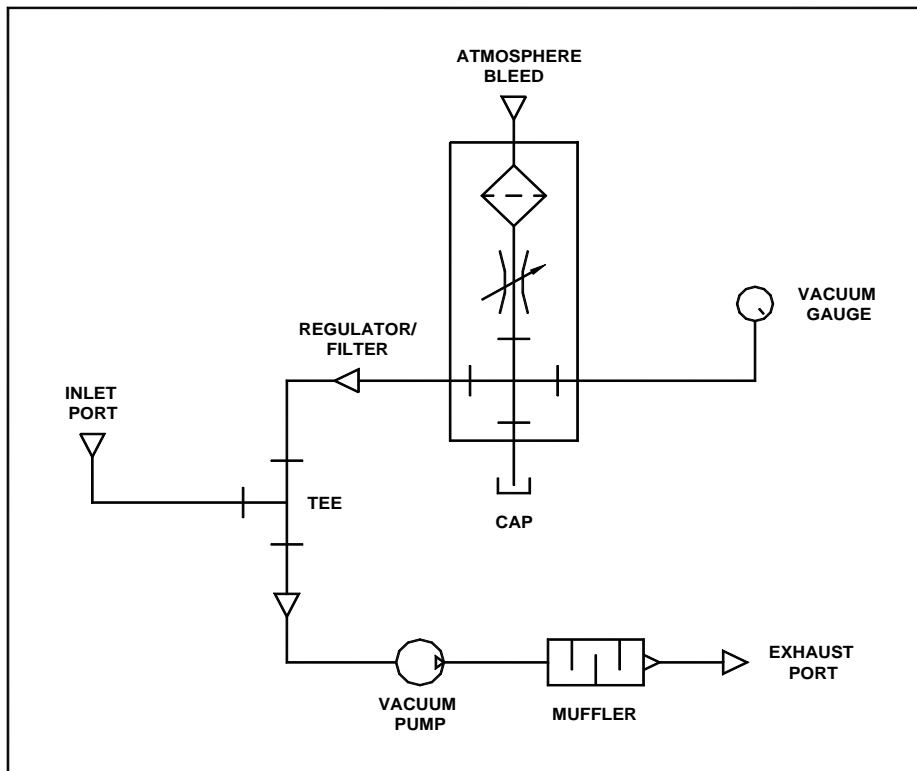 ATMOSPHERE
BLEED
VACUUM
GAUGE
REGULATOR/
FILTER
INLET
PORT
TEE
CAP
EXHAUST
PORT
VACUUM
PUMP
MUFFLER